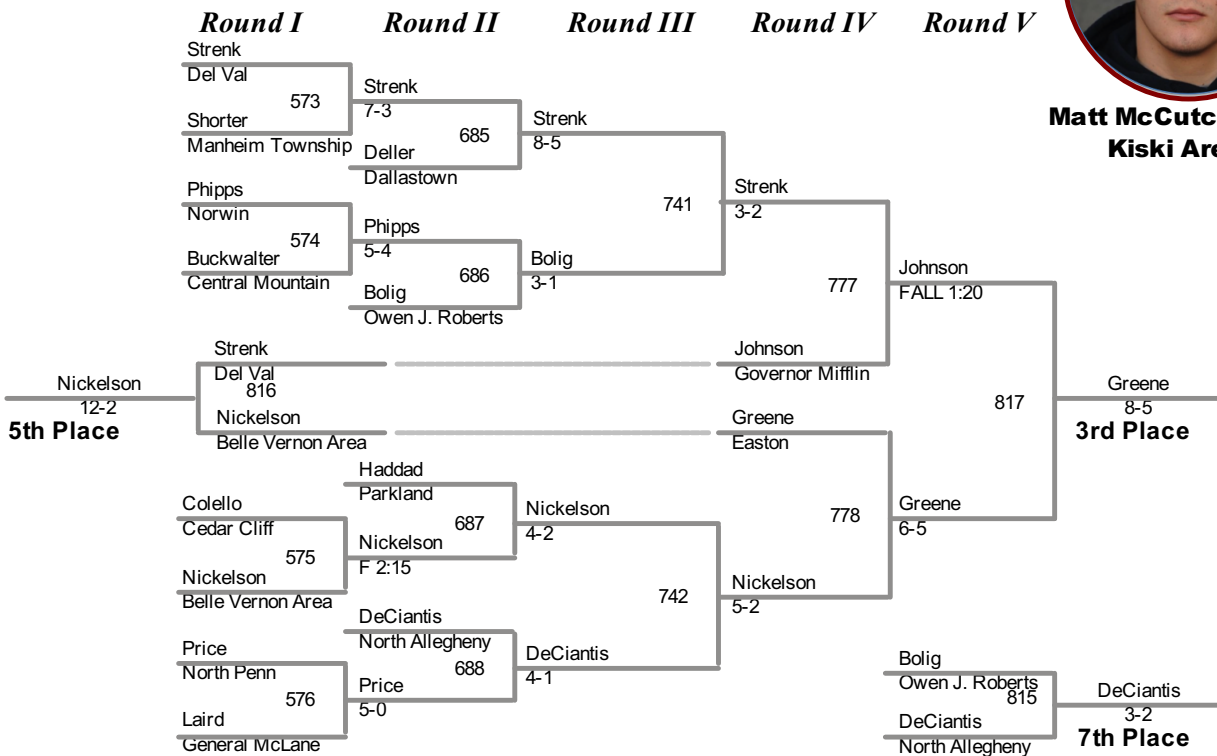 Round I Round II Round III Round IV Round V
Strenk
Del Val
573
Shorter
Manheim Township
Strenk
7-3
685
Deller
Dallastown
Strenk
8-5
Phipps
Norwin
574
Buckwalter
Central Mountain
Phipps
5-4
686
Bolig
Owen J. Roberts
Bolig
3-1
741
Strenk
3-2
777
Johnson
Governor Mifflin
Johnson
FALL 1:20
Matt McCutc
Kiski Are
Strenk
Del Val
816
Nickelson
Belle Vernon Area
Nickelson
12-2
5th Place
Greene
Easton
817
Greene
8-5
3rd Place
Haddad
Parkland
687
Nickelson
F 2:15
Colello
Cedar Cliff
575
Nickelson
Belle Vernon Area
Nickelson
4-2
778
Greene
6-5
742
Nickelson
5-2
DeCiantis
North Allegheny
688
Price
5-0
Price
North Penn
576
Laird
General McLane
DeCiantis
4-1
Bolig
Owen J. Roberts
815
DeCiantis
North Allegheny
DeCiantis
3-2
7th Place